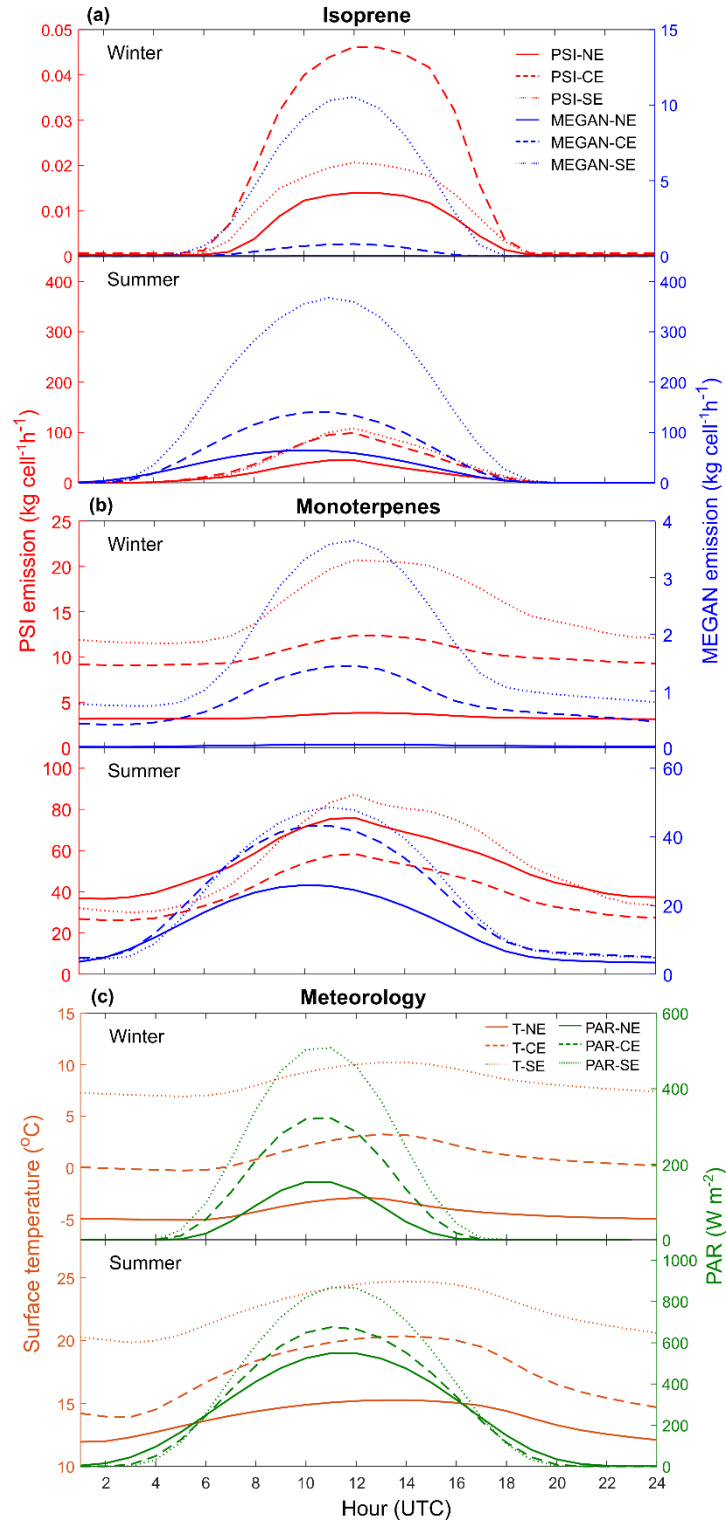 (a) Isoprene
Winter
0.05
0.04
0.03
0.02
0.01
0
15
10
5
0
PSI-NE
PSI-CE
PSI-SE
MEGAN-NE
MEGAN-CE
MEGAN-SE
Summer
400
300
200
100
0
400
300
200
100
0
PSI emission (kg cell⁻¹h⁻¹)
MEGAN emission (kg cell⁻¹h⁻¹)
(b) Monoterpenes
Winter
25
20
15
10
5
0
4
3
2
1
0
Summer
100
80
60
40
20
0
60
40
20
0
(c) Meteorology
Winter
15
10
5
0
-5
T-NE PAR-NE
T-CE PAR-CE
T-SE PAR-SE
600
400
200
0
Surface temperature (°C)
PAR (W m⁻²)
Summer
25
20
15
10
1000
800
600
400
200
0
2 4 6 8 10 12 14 16 18 20 22 24
Hour (UTC)